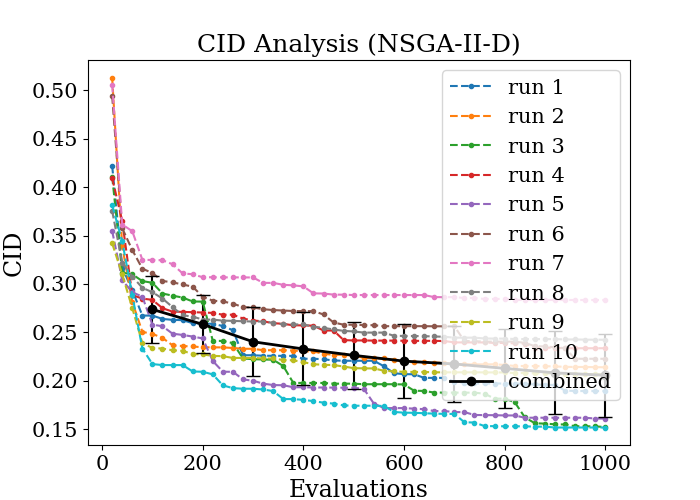 CID Analysis (NSGA-II-D)
CID
0.50
0.45
0.40
0.35
0.30
0.25
0.20
0.15
run 1
run 2
run 3
run 4
run 5
run 6
run 7
run 8
run 9
run 10
combined
0 200 400 600 800 1000
Evaluations